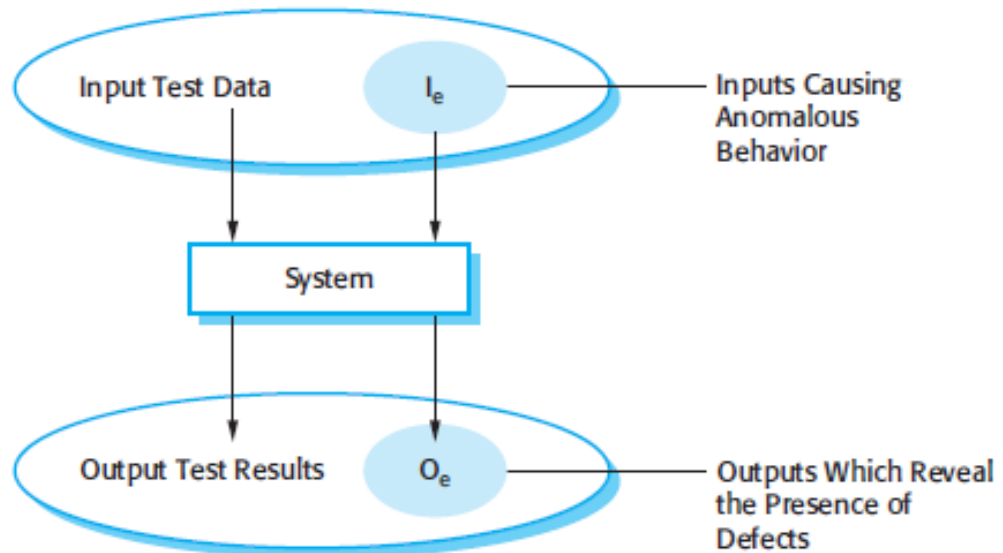 Input Test Data
Ie
Inputs Causing
Anomalous
Behavior
System
Output Test Results
Oe
Outputs Which Reveal
the Presence of
Defects